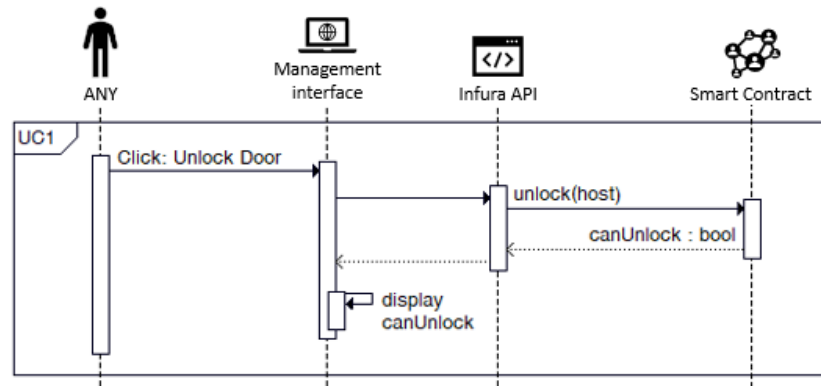 ANY
Management
interface
Infura API
Smart Contract
UC1
Click: Unlock Door
unlock(host)
canUnlock : bool
display
canUnlock